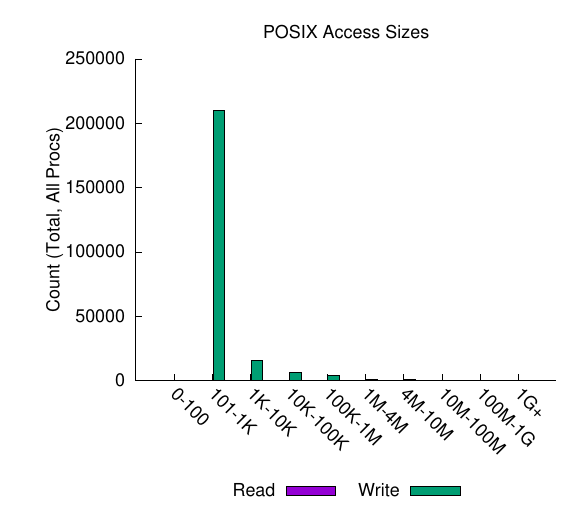 POSIX Access Sizes
250000
200000
150000
100000
50000
0
Count (Total, All Procs)
0-100
101-1K
1K-10K
10K-100K
100K-1M
1M-4M
4M-10M
10M-100M
100M-1G
1G+
Read
Write